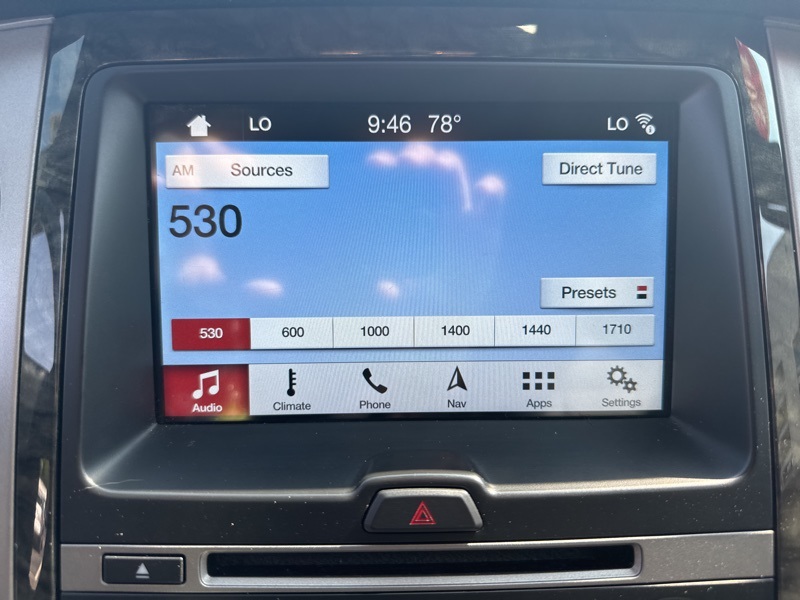 LO 9:46 78° LO
AM Sources Direct Tune
530
Presets
530 600 1000 1400 1440 1710
Audio Climate Phone Nav Apps Settings